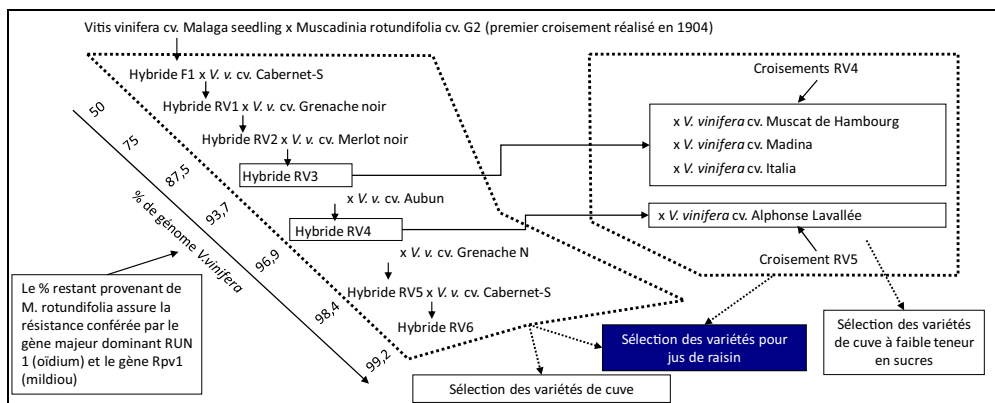 Vitis vinifera cv. Malaga seedling x Muscadinia rotundifolia cv. G2 (premier croisement réalisé en 1904)
Hybride F1 x V. v. cv. Cabernet-S
Hybride RV1 x V. v. cv. Grenache noir
Hybride RV2 x V. v. cv. Merlot noir
Hybride RV3
x V. v. cv. Aubun
Hybride RV4
x V. v. cv. Grenache N
Hybride RV5 x V. v. cv. Cabernet-S
Hybride RV6
50
75
87,5
93,7
96,9
98,4
99,2
% de génome V.vinifera
Le % restant provenant de
M. rotundifolia assure la
résistance conférée par le
gène majeur dominant RUN
1 (oïdium) et le gène Rpv1
(mildiou)
Croisements RV4
x V. vinifera cv. Muscat de Hambourg
x V. vinifera cv. Madina
x V. vinifera cv. Italia
x V. vinifera cv. Alphonse Lavallée
Croisement RV5
Sélection des variétés de cuve
Sélection des variétés pour
jus de raisin
Sélection des variétés
de cuve à faible teneur
en sucres